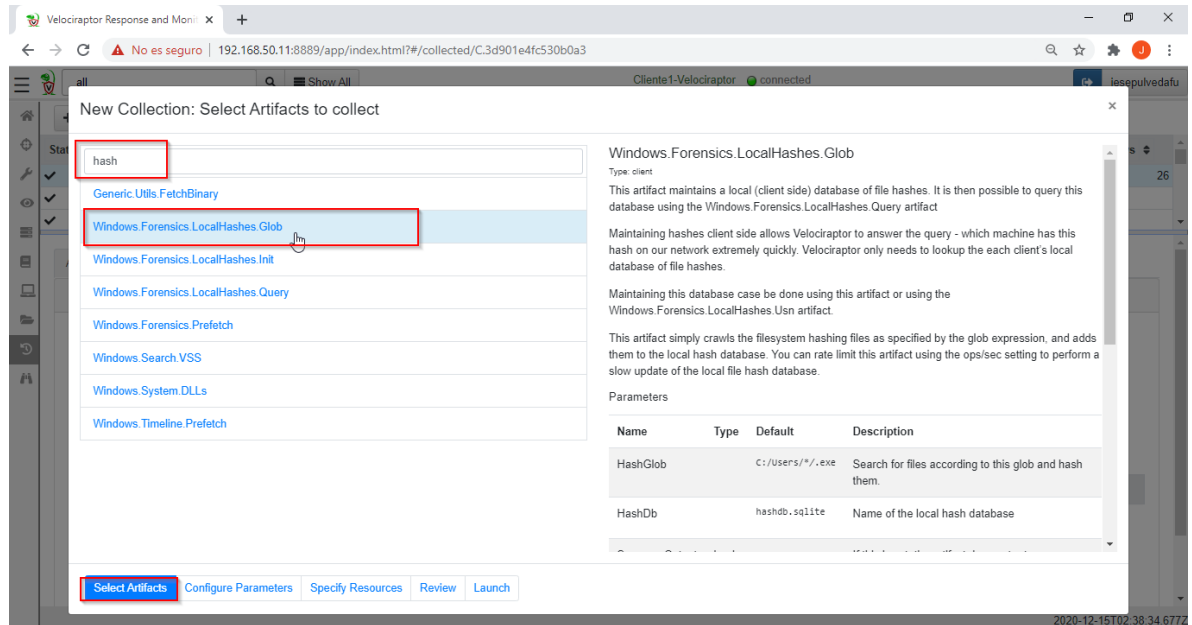 Velociraptor Response and Monit
No es seguro | 192.168.50.11:8889/app/index.html?#/collected/C.3d901e4fc530b0a3
J
all
Show All
Cliente1-Velociraptor
connected
jesepulvedafu
New Collection: Select Artifacts to collect
×
Stat
s
26
hash
Generic.Utils.FetchBinary
Windows.Forensics.LocalHashes.Glob
Windows.Forensics.LocalHashes.Init
Windows.Forensics.LocalHashes.Query
Windows.Forensics.Prefetch
Windows.Search.VSS
Windows.System.DLLs
Windows.Timeline.Prefetch
Windows.Forensics.LocalHashes.Glob
Type: client
This artifact maintains a local (client side) database of file hashes. It is then possible to query this
database using the Windows.Forensics.LocalHashes.Query artifact
Maintaining hashes client side allows Velociraptor to answer the query - which machine has this
hash on our network extremely quickly. Velociraptor only needs to lookup the each client's local
database of file hashes.
Maintaining this database case be done using this artifact or using the
Windows.Forensics.LocalHashes.Usn artifact.
This artifact simply crawls the filesystem hashing files as specified by the glob expression, and adds
them to the local hash database. You can rate limit this artifact using the ops/sec setting to perform a
slow update of the local file hash database.
Parameters
Name Type Default Description
HashGlob C:/Users/*/.exe Search for files according to this glob and hash
them.
HashDb hashdb.sqlite Name of the local hash database
Select Artifacts Configure Parameters Specify Resources Review Launch
2020-12-15T02:38:34.677Z